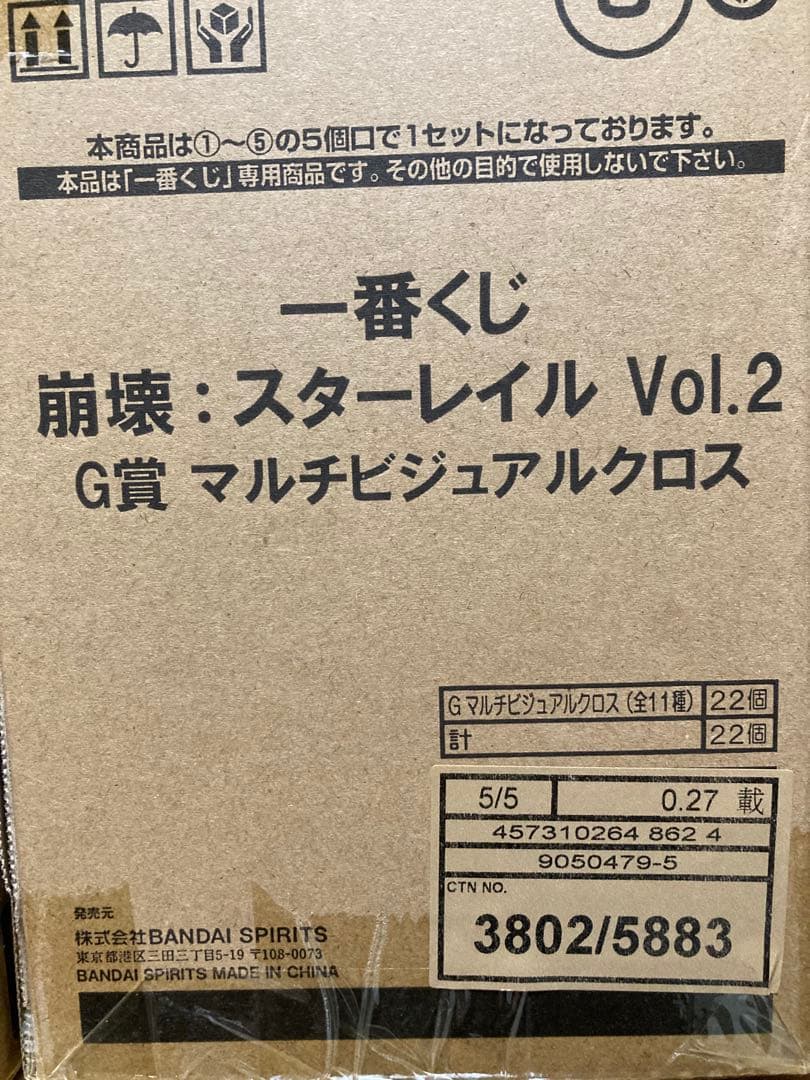 本商品は①～⑤の5個口で1セットになっております。
本品は「一番くじ」専用商品です。その他の目的で使用しないで下さい。
一番くじ
崩壊：スターレイル Vol.2
G賞 マルチビジュアルクロス
G マルチビジュアルクロス（全11種） 22個
計 22個
5/5 0.27 載
457310264 862 4
9050479-5
CTN NO.
3802/5883
発売元
株式会社BANDAI SPIRITS
東京都港区三田三丁目5-19 〒108-0073
BANDAI SPIRITS MADE IN CHINA